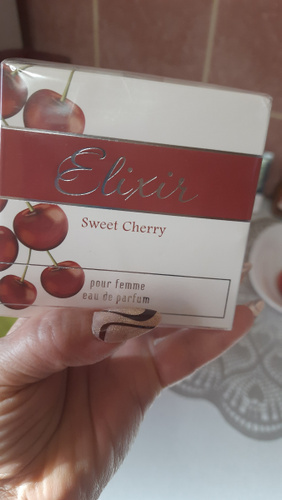 Elixir
Sweet Cherry
pour femme
eau de parfum